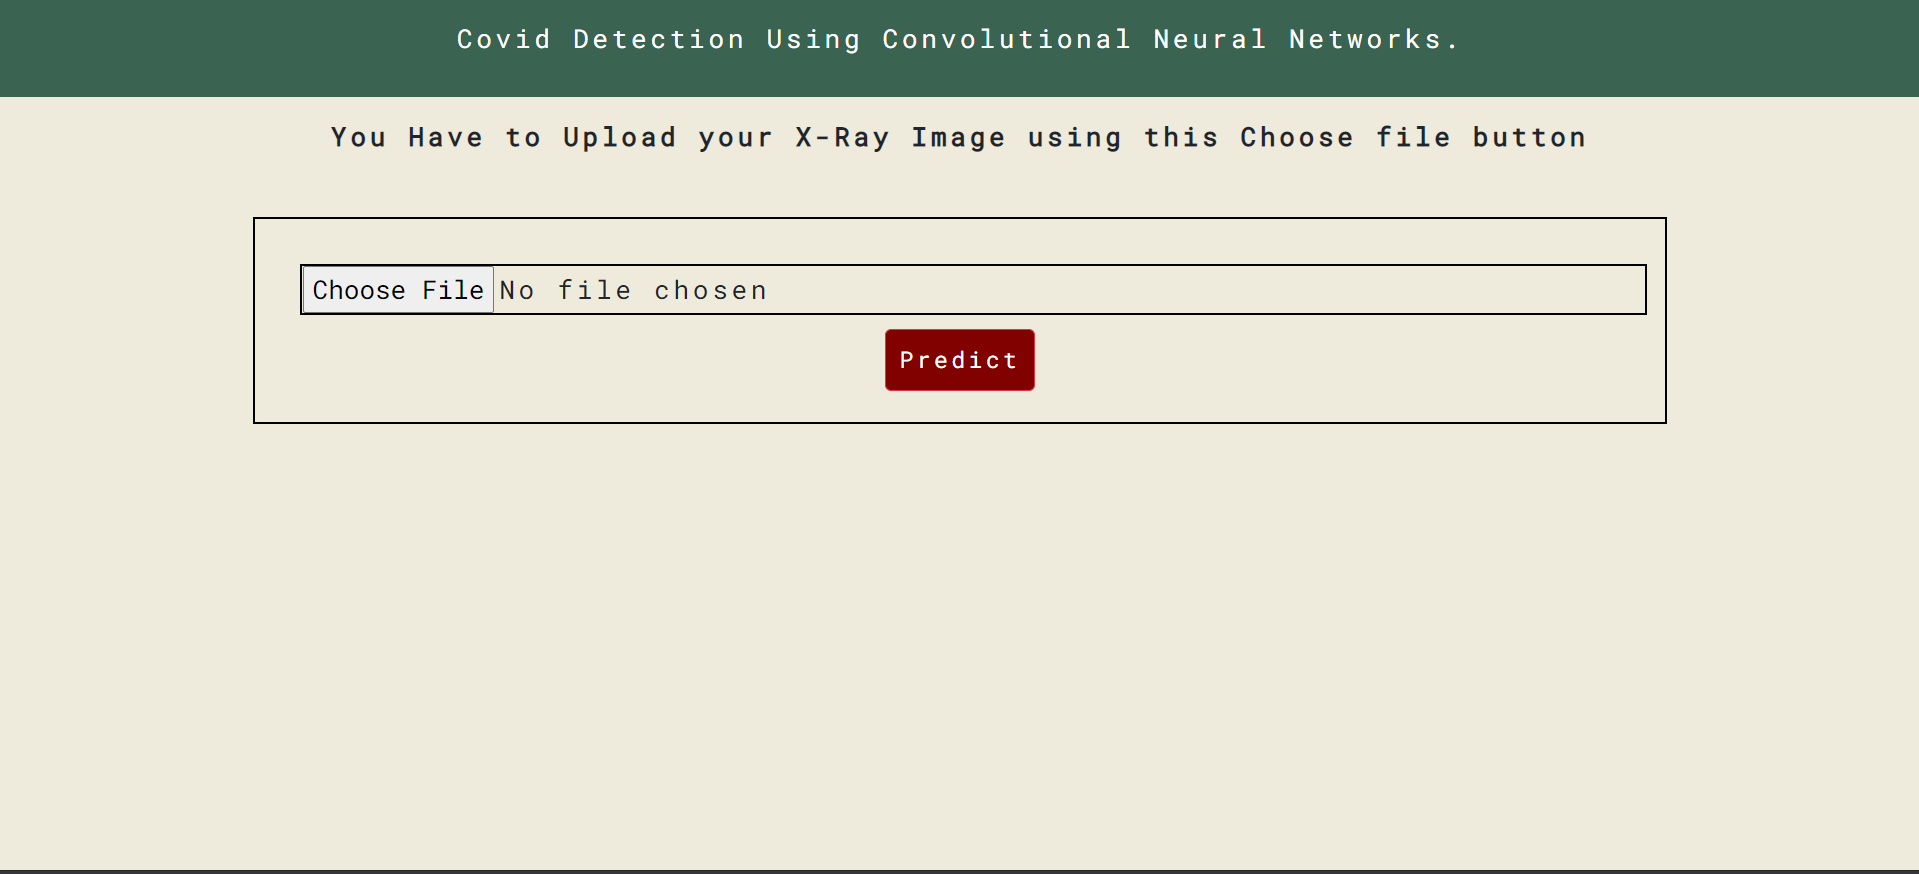 Covid Detection Using Convolutional Neural Networks.
You Have to Upload your X-Ray Image using this Choose file button
Choose File No file chosen
Predict